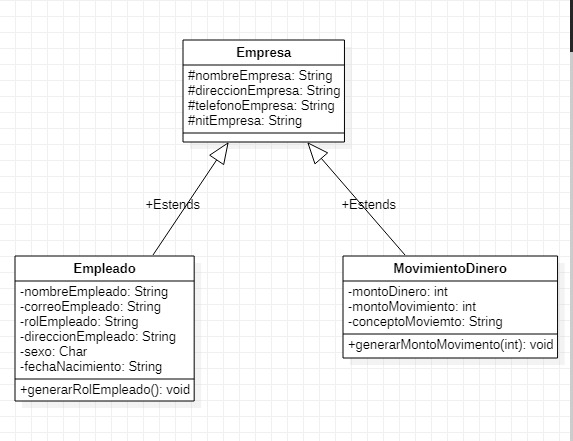 Empresa
#nombreEmpresa: String
#direccionEmpresa: String
#telefonoEmpresa: String
#nitEmpresa: String
+Estends
+Estends
Empleado
-nombreEmpleado: String
-correoEmpleado: String
-rolEmpleado: String
-direccionEmpleado: String
-sexo: Char
-fechaNacimiento: String
+generarRolEmpleado(): void
MovimientoDinero
-montoDinero: int
-montoMovimiento: int
-conceptoMoviemto: String
+generarMontoMovimento(int): void